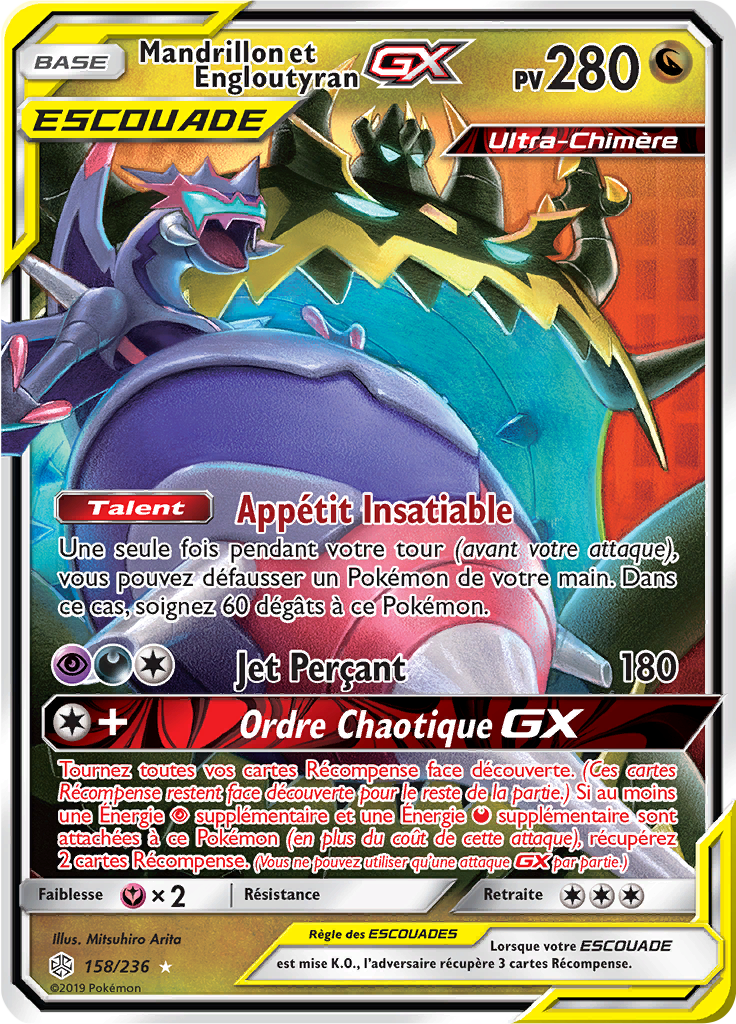 BASE
Mandrillon et
Engloutyran GX
PV 280
ESCOUADE
Ultra-Chimère
Talent Appétit Insatiable
Une seule fois pendant votre tour (avant votre attaque),
vous pouvez défausser un Pokémon de votre main. Dans
ce cas, soignez 60 dégâts à ce Pokémon.
Jet Perçant 180
+ Ordre Chaotique GX
Tournez toutes vos cartes Récompense face découverte. (Ces cartes
Récompense restent face découverte pour le reste de la partie.) Si au moins
une Énergie supplémentaire et une Énergie supplémentaire sont
attachées à ce Pokémon (en plus du coût de cette attaque), récupérez
2 cartes Récompense. (Vous ne pouvez utiliser qu'une attaque GX par partie.)
Faiblesse ×2 Résistance Retraite
Illus. Mitsuhiro Arita
158/236
©2019 Pokémon
Règle des ESCOUADES
Lorsque votre ESCOUADE
est mise K.O., l'adversaire récupère 3 cartes Récompense.